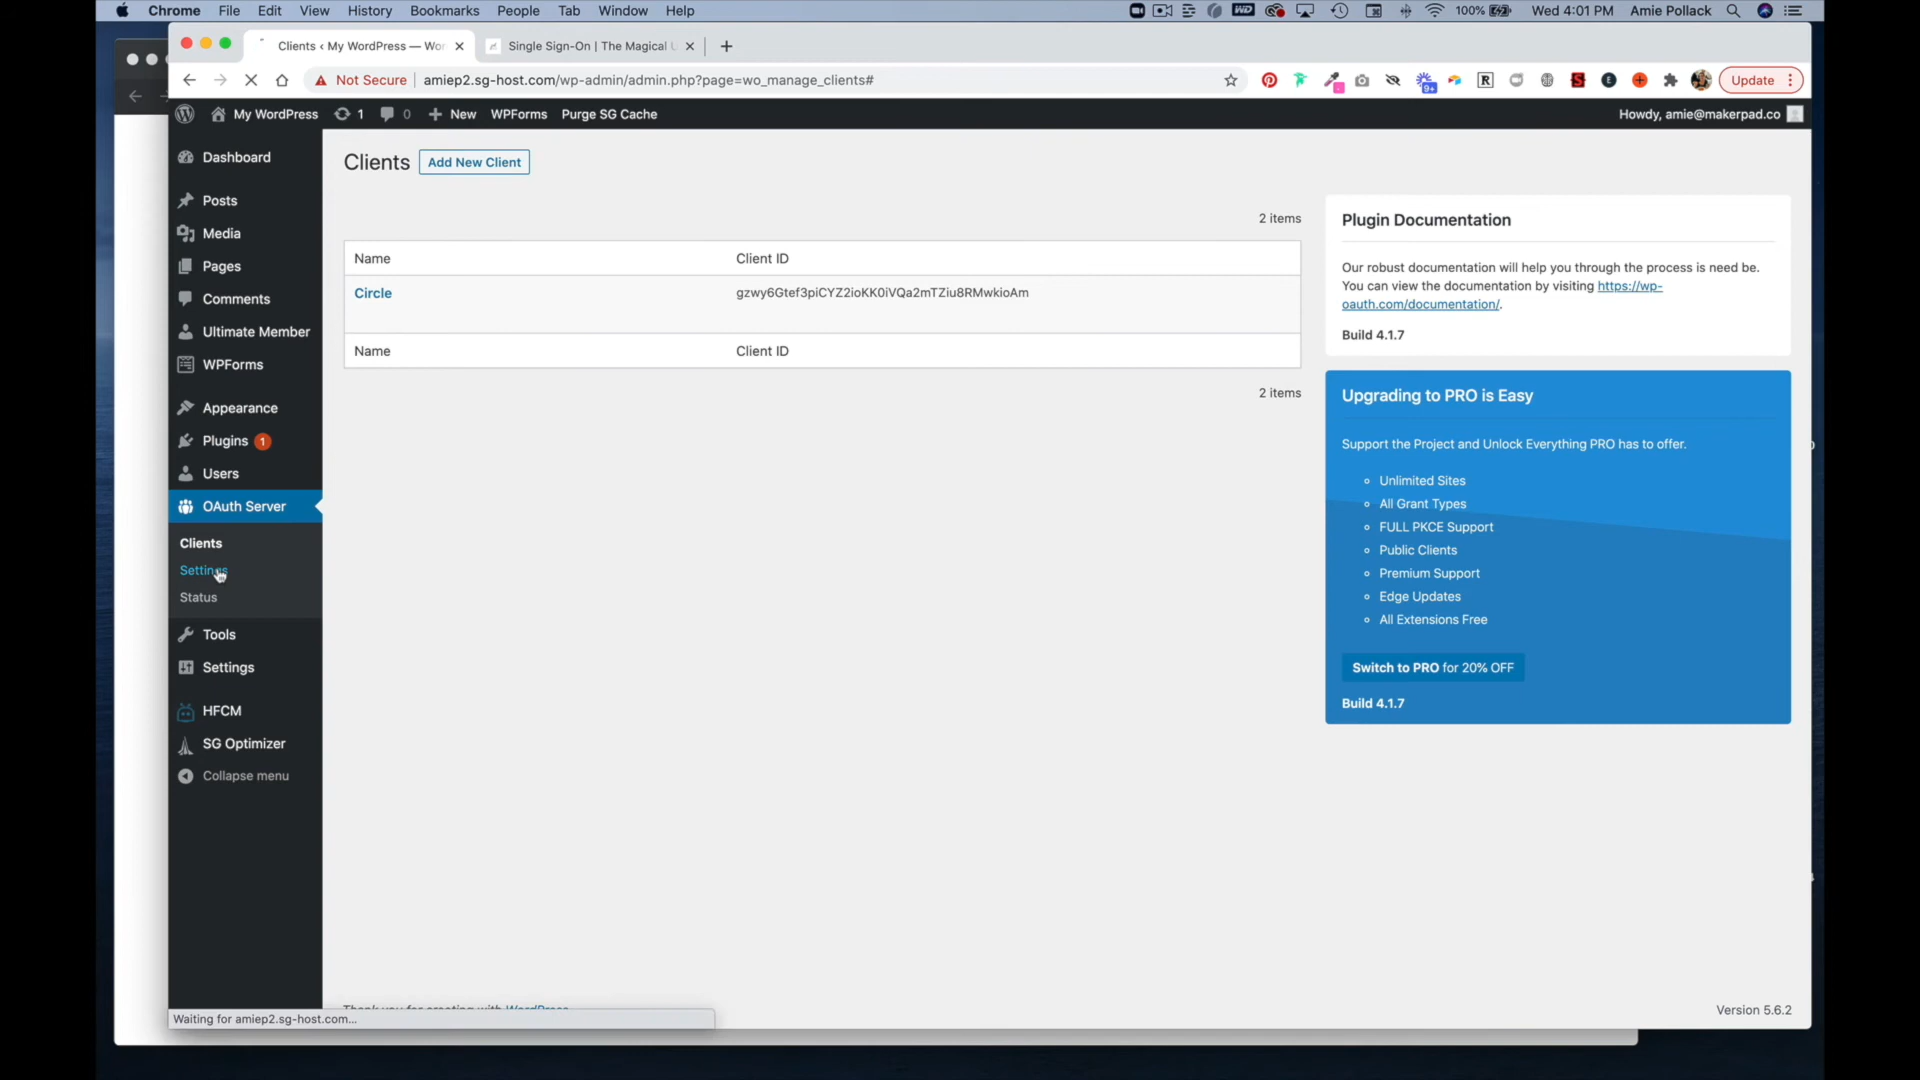 Chrome File Edit View History Bookmarks People Tab Window Help 100% Wed 4:01 PM Amie Pollack
Clients ‹ My WordPress — Wor
Single Sign-On | The Magical
Not Secure amiep2.sg-host.com/wp-admin/admin.php?page=wo_manage_clients# 9+ Update
My WordPress 1 0 New WPForms Purge SG Cache Howdy, amie@makerpad.co
Dashboard
Posts
Media
Pages
Comments
Ultimate Member
WPForms
Appearance
Plugins 1
Users
OAuth Server
Clients
Settings
Status
Tools
Settings
HFCM
SG Optimizer
Collapse menu
Clients Add New Client
2 items
Name Client ID
Circle gzwy6Gtef3piCYZ2ioKK0iVQa2mTZiu8RMwkioAm
Name Client ID
2 items
Plugin Documentation
Our robust documentation will help you through the process is need be.
You can view the documentation by visiting https://wp-
oauth.com/documentation/.
Build 4.1.7
Upgrading to PRO is Easy
Support the Project and Unlock Everything PRO has to offer.
Unlimited Sites
All Grant Types
FULL PKCE Support
Public Clients
Premium Support
Edge Updates
All Extensions Free
Switch to PRO for 20% OFF
Build 4.1.7
Thank you for creating with WordPress
Version 5.6.2
Waiting for amiep2.sg-host.com...